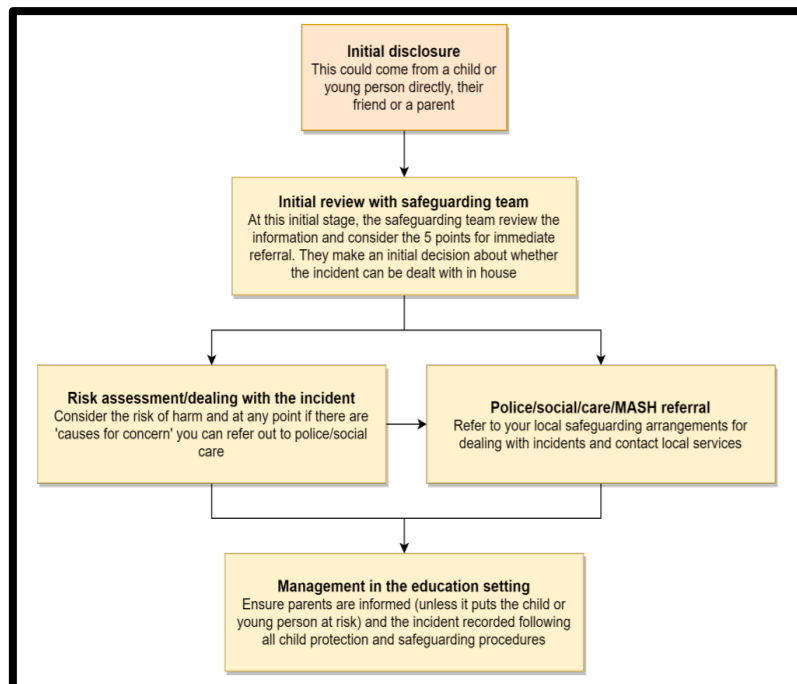 Initial disclosure
This could come from a child or
young person directly, their
friend or a parent
Initial review with safeguarding team
At this initial stage, the safeguarding team review the
information and consider the 5 points for immediate
referral. They make an initial decision about whether
the incident can be dealt with in house
Risk assessment/dealing with the incident
Consider the risk of harm and at any point if there are
'causes for concern' you can refer out to police/social
care
Police/social/care/MASH referral
Refer to your local safeguarding arrangements for
dealing with incidents and contact local services
Management in the education setting
Ensure parents are informed (unless it puts the child or
young person at risk) and the incident recorded following
all child protection and safeguarding procedures